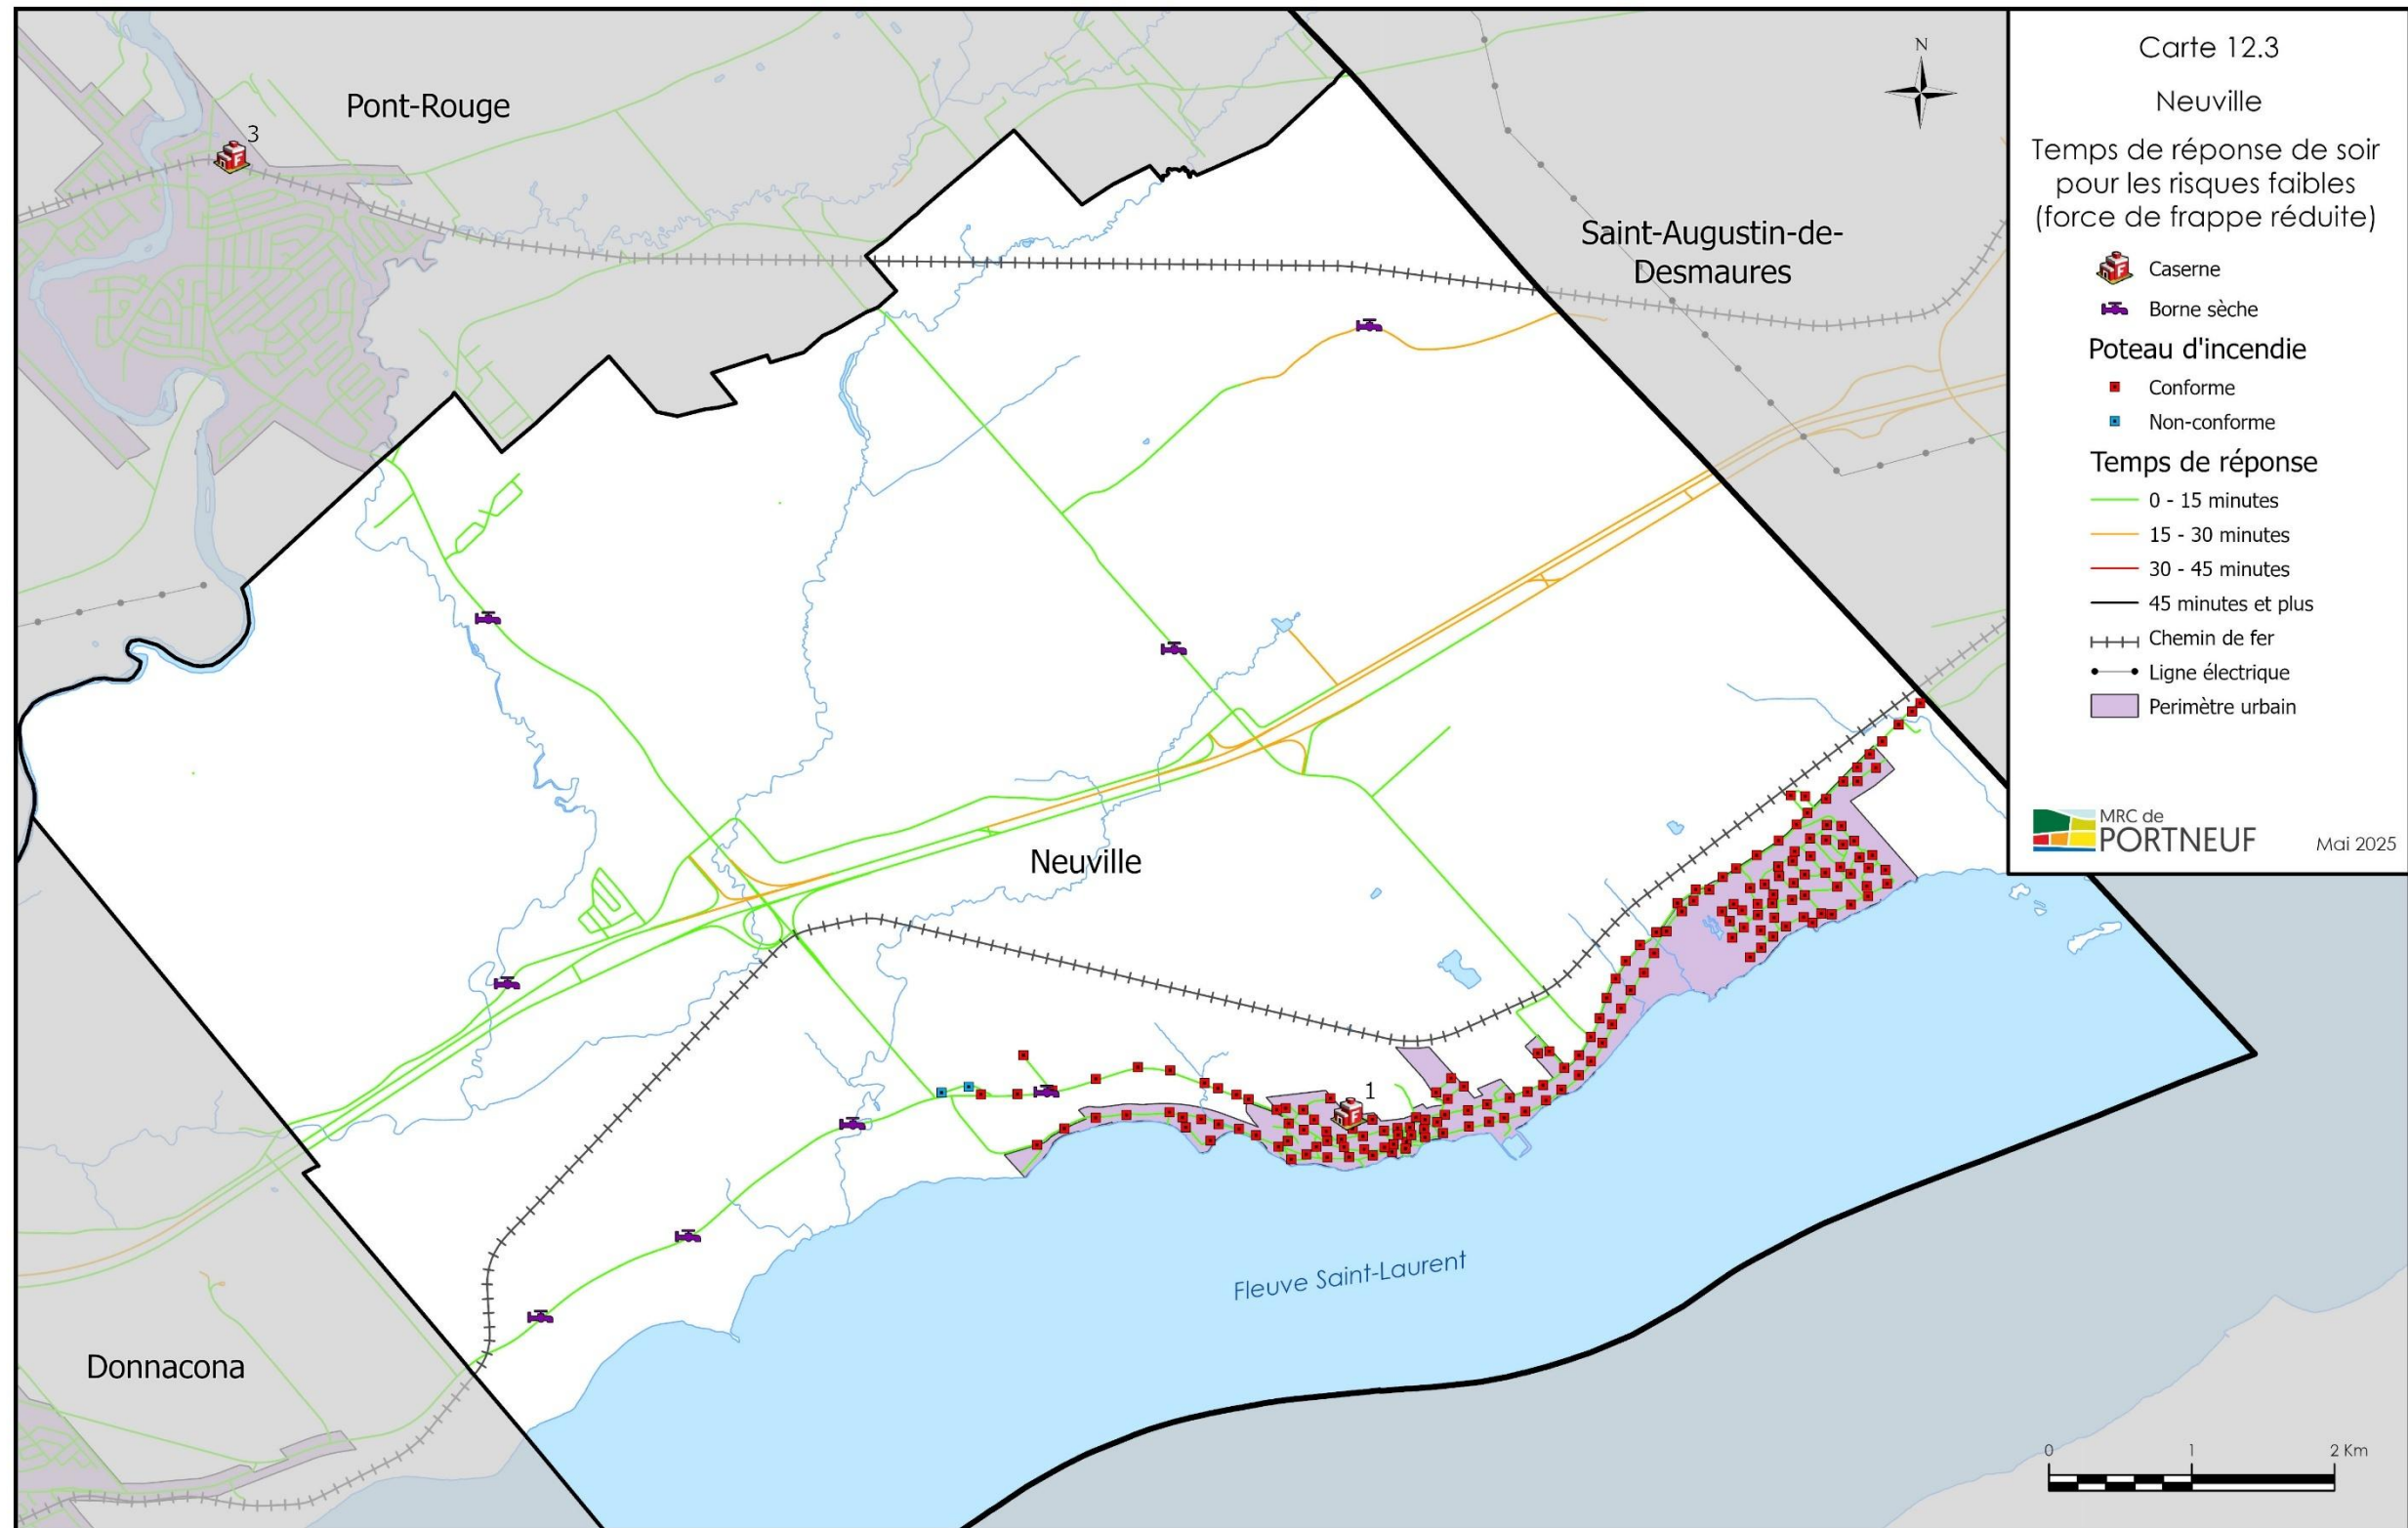 Carte 12.3
Neuville
Temps de réponse de soir
pour les risques faibles
(force de frappe réduite)
Caserne
Borne sèche
Poteau d'incendie
Conforme
Non-conforme
Temps de réponse
0 - 15 minutes
15 - 30 minutes
30 - 45 minutes
45 minutes et plus
Chemin de fer
Ligne électrique
Perimètre urbain
MRC de
PORTNEUF
Mai 2025
N
Pont-Rouge
3
Saint-Augustin-de-
Desmaures
Neuville
1
Fleuve Saint-Laurent
Donnacona
0 1 2 Km